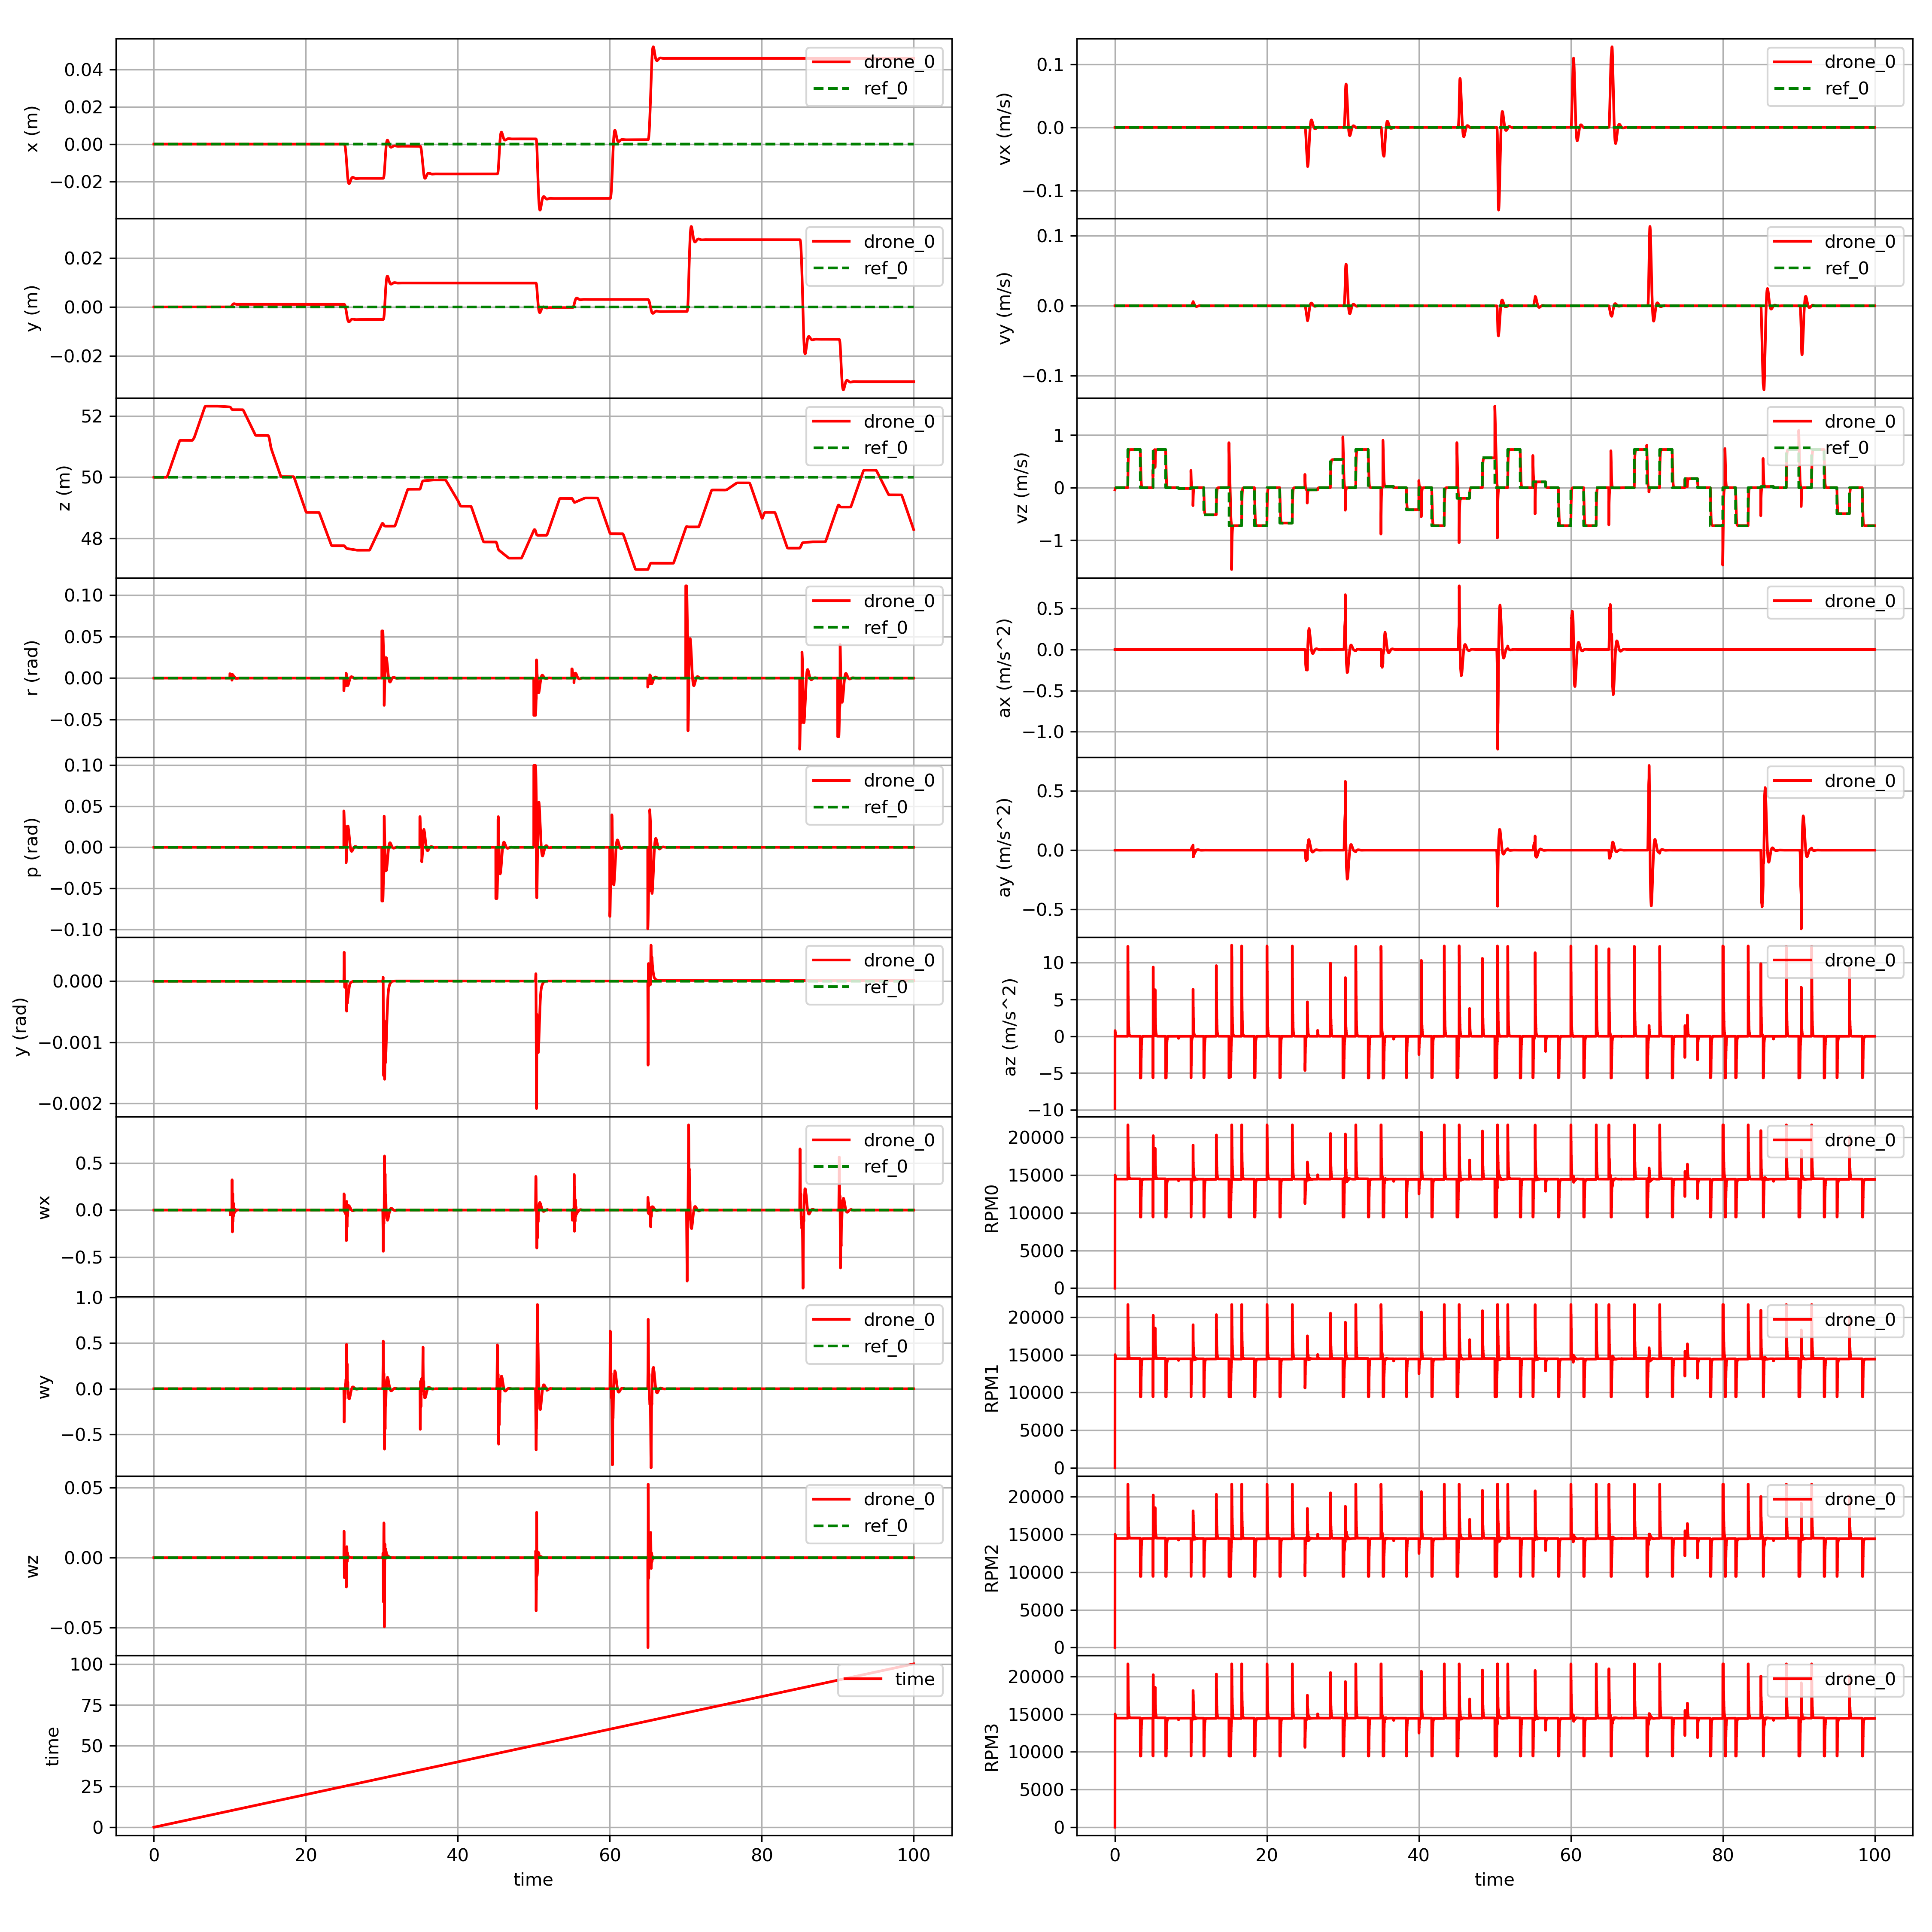 x (m)
0.04
0.02
0.00
−0.02
drone_0
ref_0
y (m)
0.02
0.00
−0.02
drone_0
ref_0
z (m)
52
50
48
drone_0
ref_0
r (rad)
0.10
0.05
0.00
−0.05
drone_0
ref_0
p (rad)
0.10
0.05
0.00
−0.05
−0.10
drone_0
ref_0
y (rad)
0.000
−0.001
−0.002
drone_0
ref_0
wx
0.5
0.0
−0.5
drone_0
ref_0
wy
1.0
0.5
0.0
−0.5
drone_0
ref_0
wz
0.05
0.00
−0.05
drone_0
ref_0
time
100
75
50
25
0
time
0 20 40 60 80 100
time
vx (m/s)
0.1
0.0
−0.1
drone_0
ref_0
vy (m/s)
0.1
0.0
−0.1
drone_0
ref_0
vz (m/s)
1
0
−1
drone_0
ref_0
ax (m/s^2)
0.5
0.0
−0.5
−1.0
drone_0
ay (m/s^2)
0.5
0.0
−0.5
drone_0
az (m/s^2)
10
5
0
−5
−10
drone_0
RPM0
20000
15000
10000
5000
0
drone_0
RPM1
20000
15000
10000
5000
0
drone_0
RPM2
20000
15000
10000
5000
0
drone_0
RPM3
20000
15000
10000
5000
0
drone_0
0 20 40 60 80 100
time